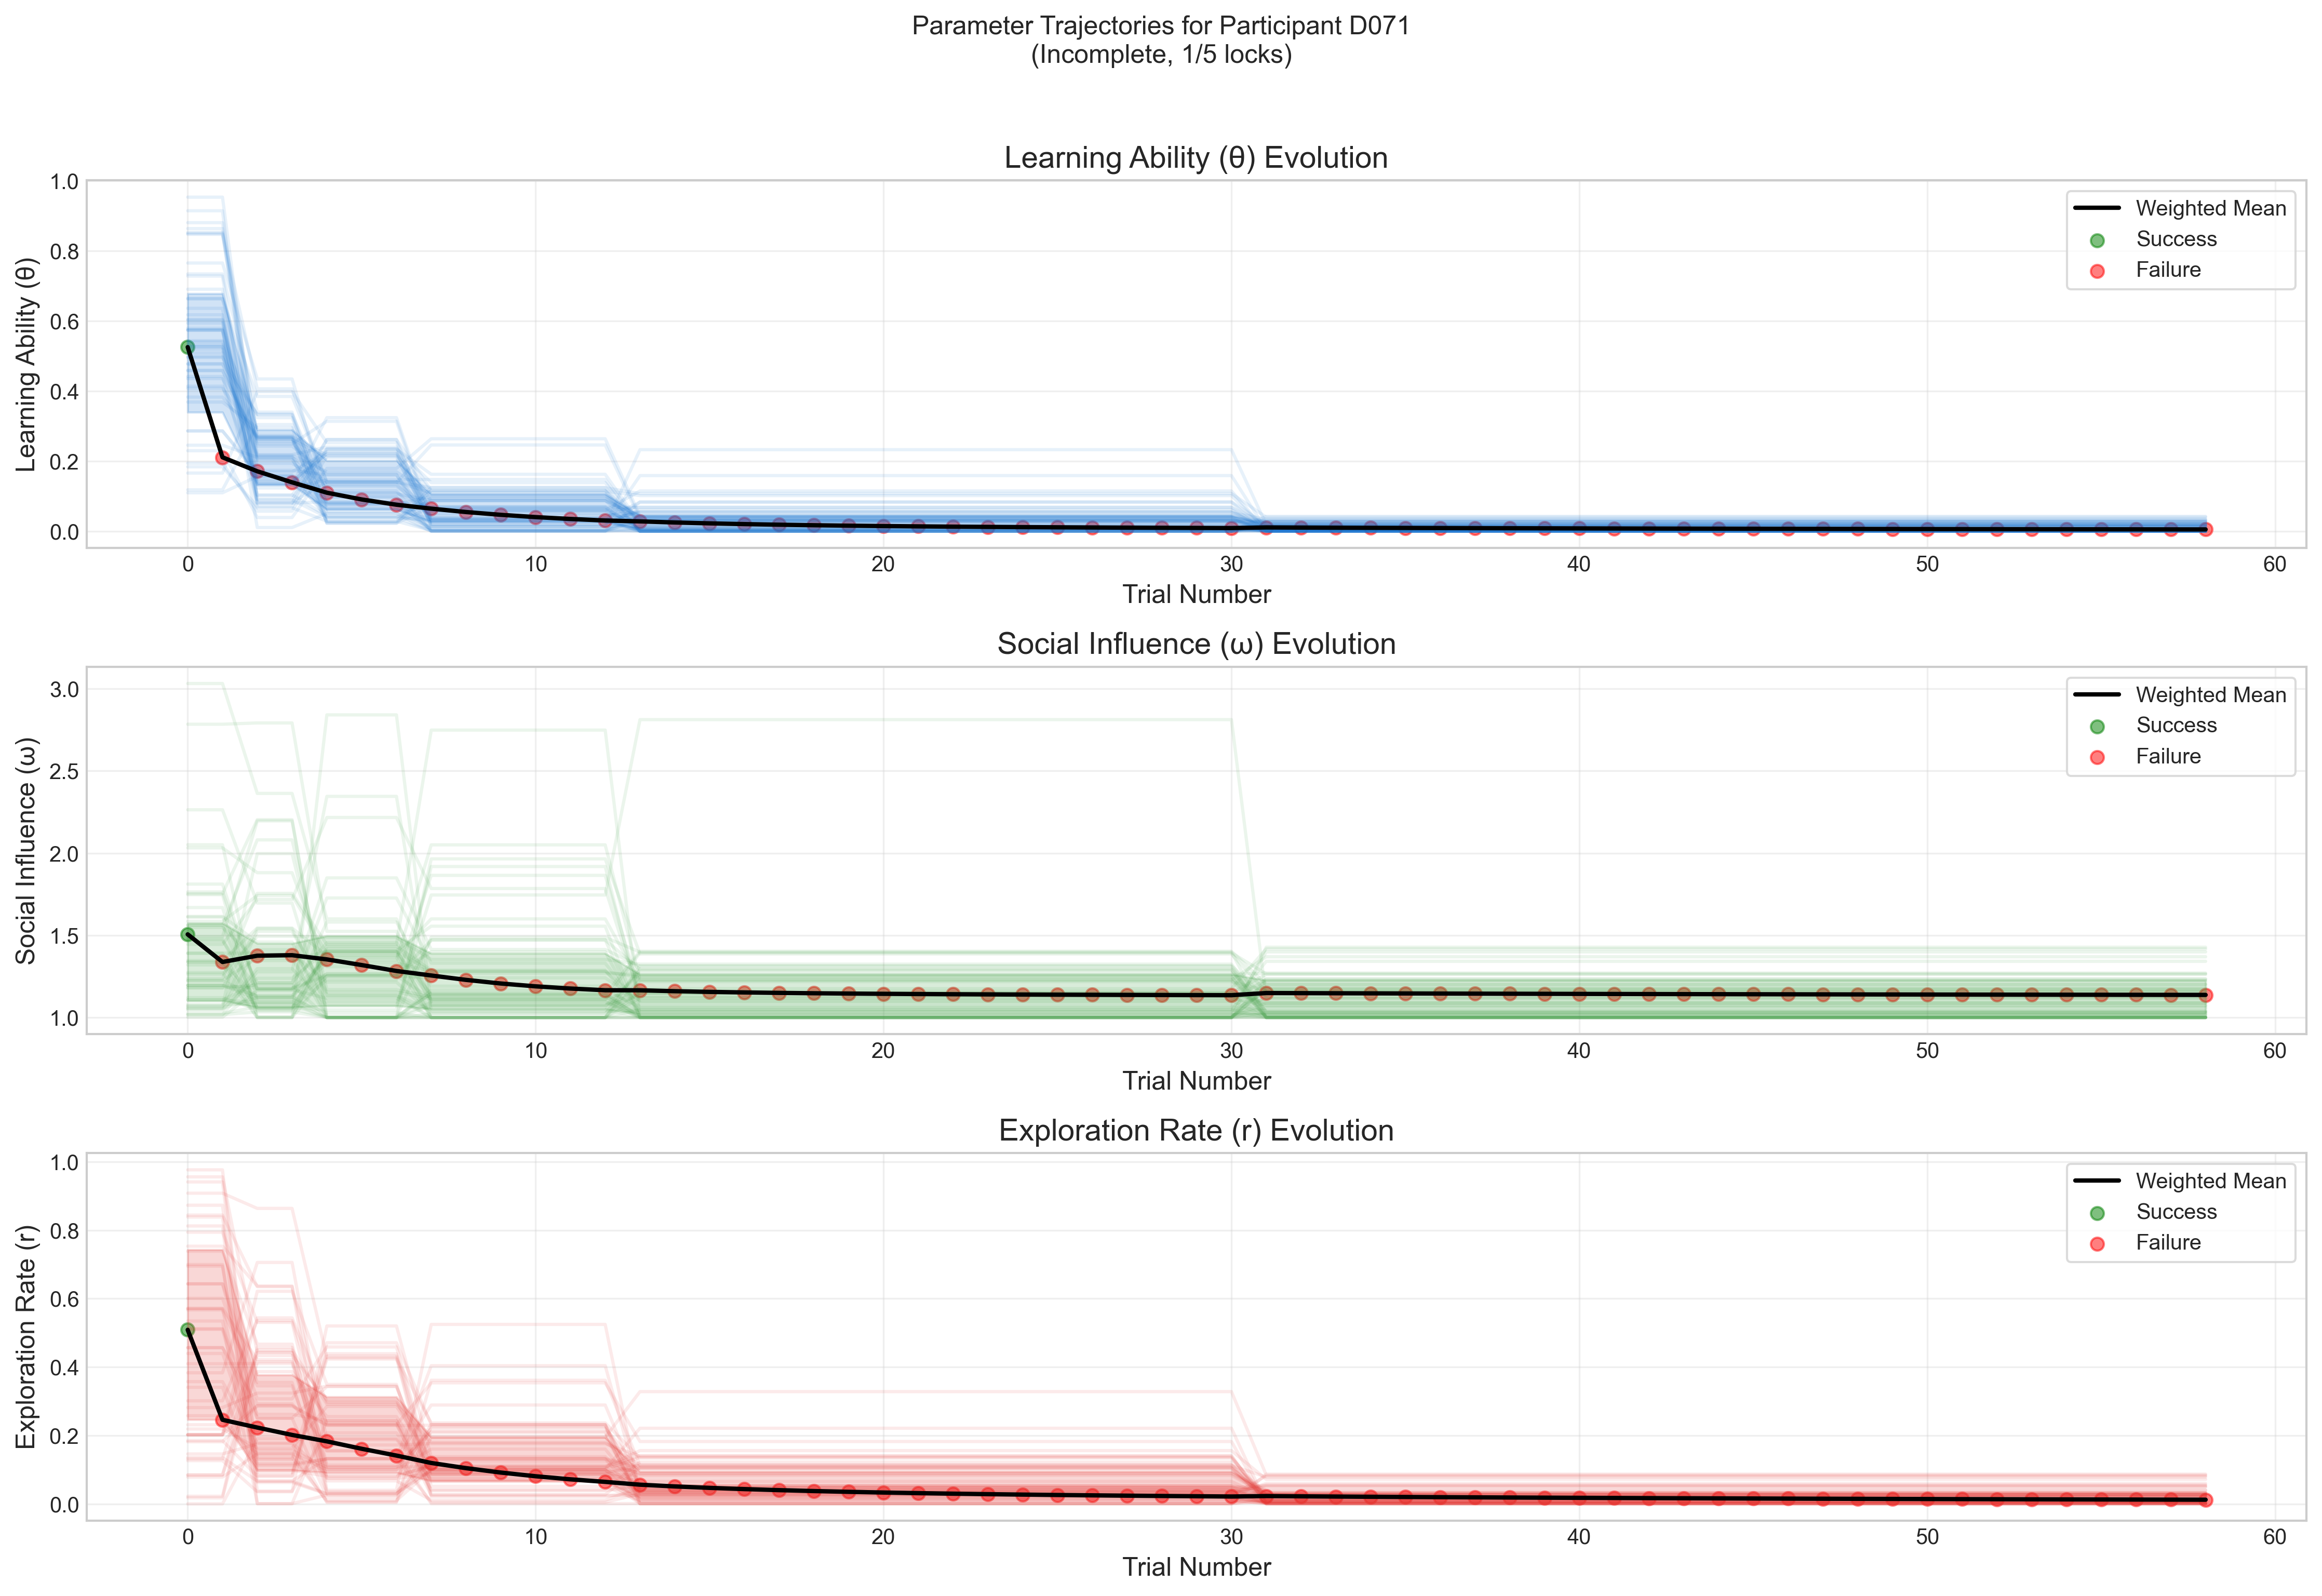 Parameter Trajectories for Participant D071
(Incomplete, 1/5 locks)
Learning Ability (θ) Evolution
Learning Ability (θ)
1.0
0.8
0.6
0.4
0.2
0.0
Weighted Mean
Success
Failure
0 10 20 30 40 50 60
Trial Number
Social Influence (ω) Evolution
Social Influence (ω)
3.0
2.5
2.0
1.5
1.0
Weighted Mean
Success
Failure
0 10 20 30 40 50 60
Trial Number
Exploration Rate (r) Evolution
Exploration Rate (r)
1.0
0.8
0.6
0.4
0.2
0.0
Weighted Mean
Success
Failure
0 10 20 30 40 50 60
Trial Number